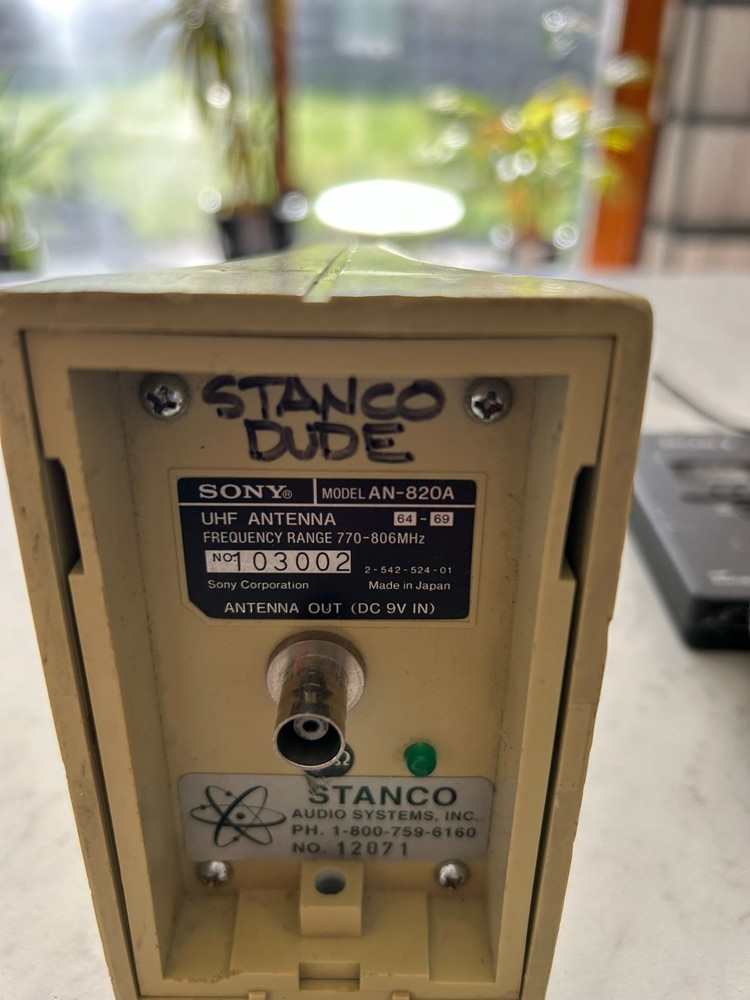 STANCO
DUDE
SONY® MODEL AN-820A
UHF ANTENNA 64 - 69
FREQUENCY RANGE 770-806MHz
NO. 103002 2-542-524-01
Sony Corporation Made in Japan
ANTENNA OUT (DC 9V IN)
Ω
STANCO
AUDIO SYSTEMS, INC.
PH. 1-800-759-6160
NO. 12071